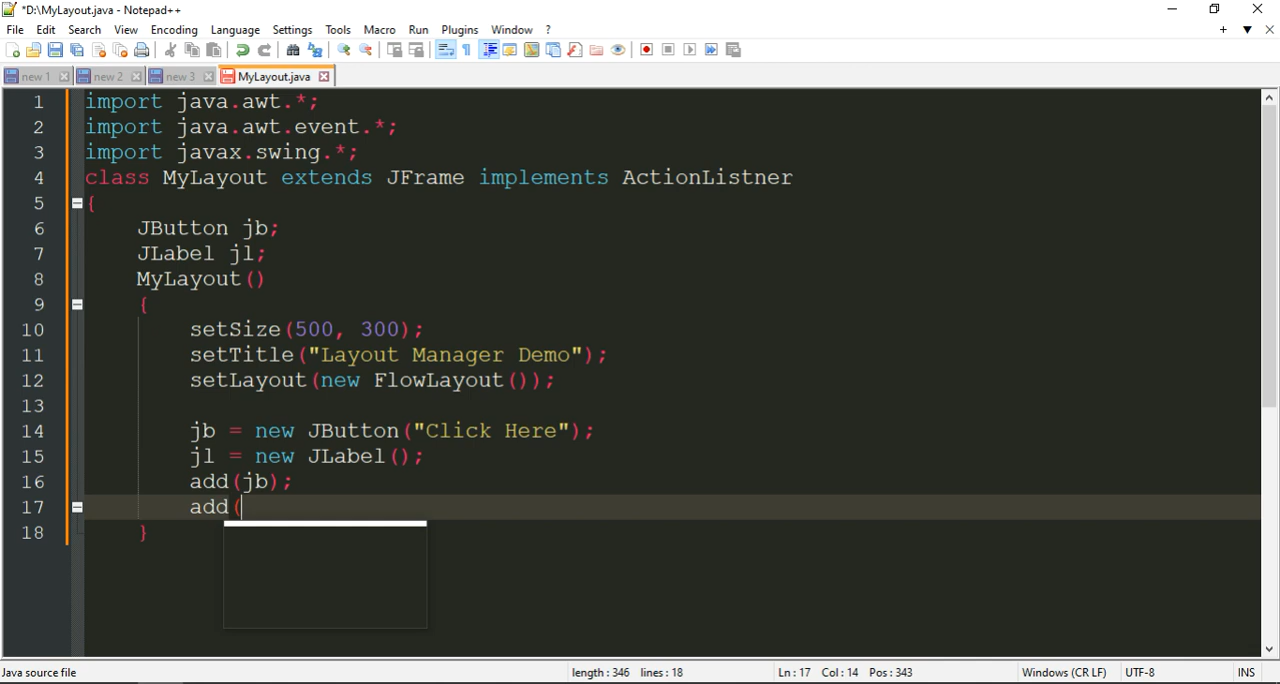 *D:\MyLayout.java - Notepad++
File Edit Search View Encoding Language Settings Tools Macro Run Plugins Window ?
new 1 new 2 new 3 MyLayout.java
1 import java.awt.*;
2 import java.awt.event.*;
3 import javax.swing.*;
4 class MyLayout extends JFrame implements ActionListner
5 {
6 JButton jb;
7 JLabel jl;
8 MyLayout()
9 {
10 setSize(500, 300);
11 setTitle("Layout Manager Demo");
12 setLayout(new FlowLayout());
13
14 jb = new JButton("Click Here");
15 jl = new JLabel();
16 add(jb);
17 add(
18 }
Java source file length : 346 lines : 18 Ln : 17 Col : 14 Pos : 343 Windows (CR LF) UTF-8 INS